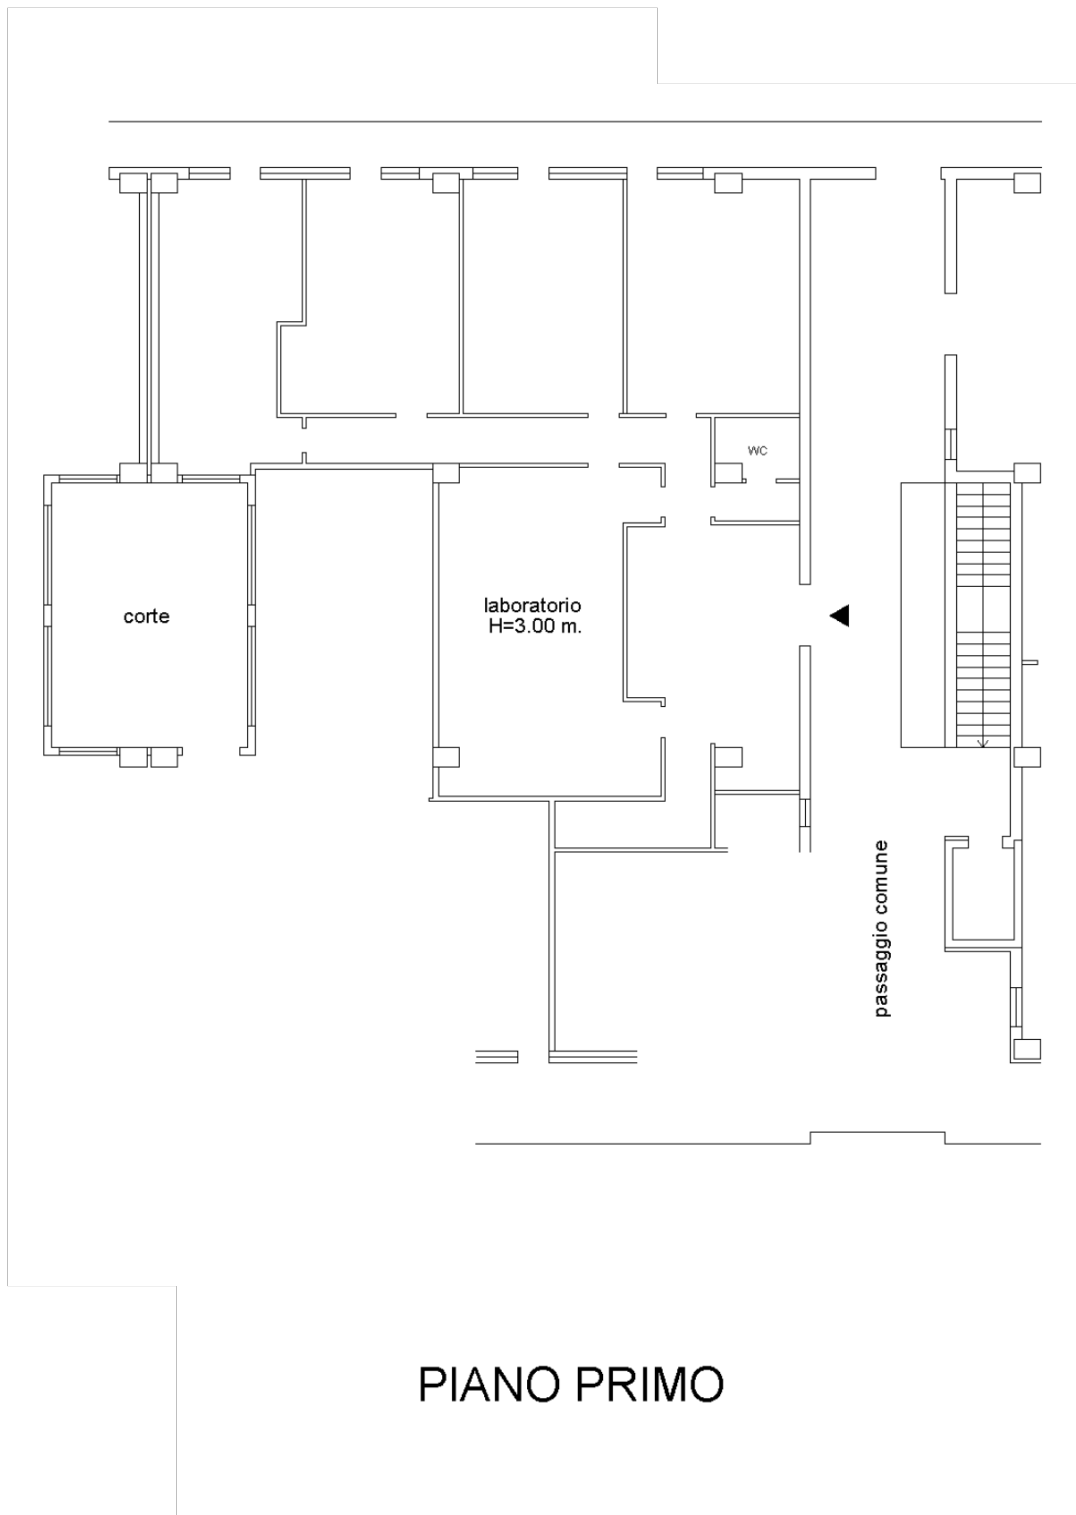 WC
laboratorio
H=3.00 m.
corte
passaggio comune
PIANO PRIMO